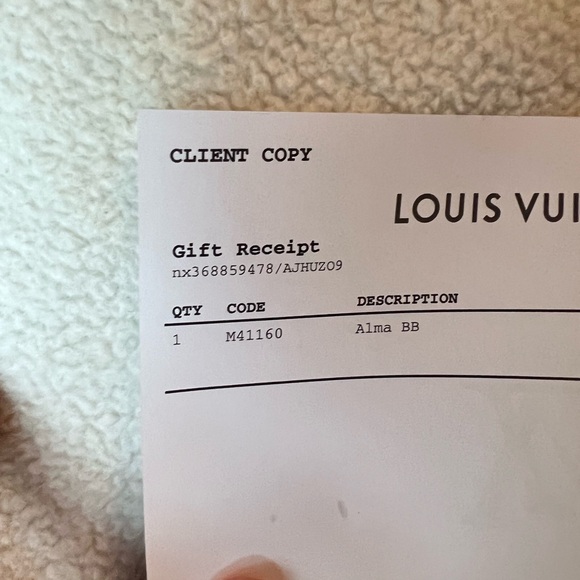 CLIENT COPY
LOUIS VUI
Gift Receipt
nx368859478/AJHUZO9
QTY CODE DESCRIPTION
1 M41160 Alma BB